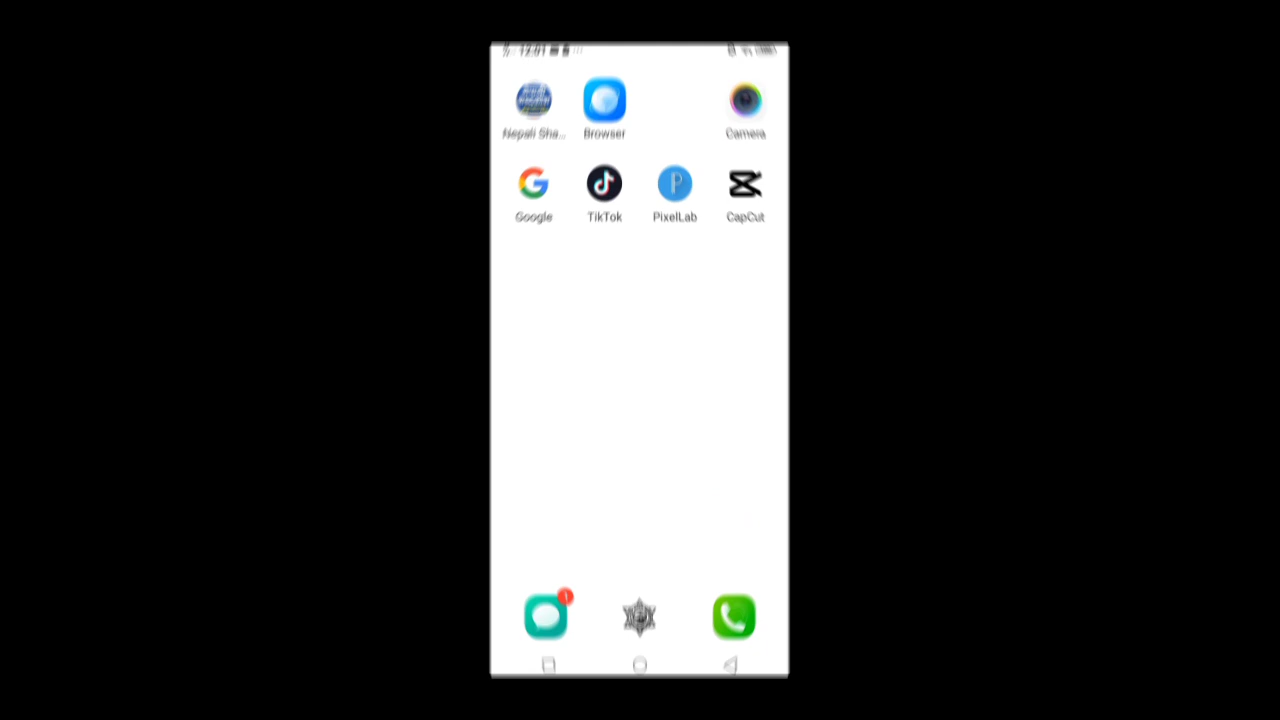 12:01
Nepali Sha...
Browser
Camera
Google
TikTok
PixelLab
CapCut